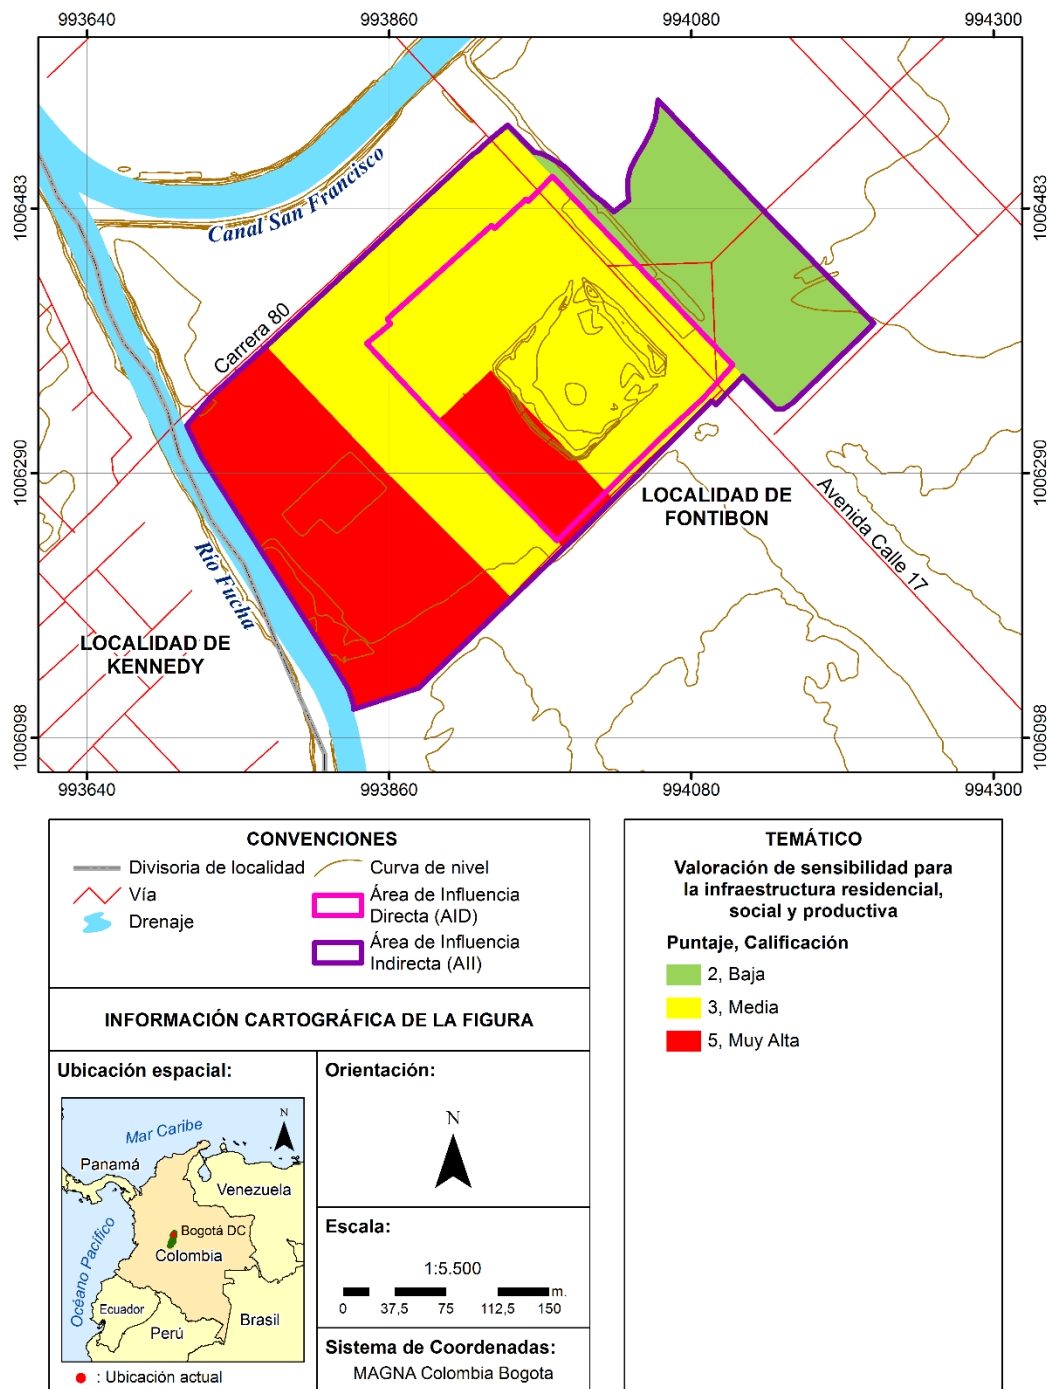 993640
993860
994080
994300
1006483
1006483
Canal San Francisco
Carrera 80
1006290
1006290
LOCALIDAD DE
FONTIBON
Avenida Calle 17
Río Fucha
LOCALIDAD DE
KENNEDY
1006098
1006098
993640
993860
994080
994300
CONVENCIONES
Divisoria de localidad
Vía
Drenaje
Curva de nivel
Área de Influencia
Directa (AID)
Área de Influencia
Indirecta (AII)
INFORMACIÓN CARTOGRÁFICA DE LA FIGURA
Ubicación espacial:
N
Mar Caribe
Panamá
Venezuela
Bogotá DC
Colombia
Océano Pacífico
Ecuador
Perú
Brasil
: Ubicación actual
Orientación:
N
Escala:
1:5.500
0 37,5 75 112,5 150 m.
Sistema de Coordenadas:
MAGNA Colombia Bogota
TEMÁTICO
Valoración de sensibilidad para
la infraestructura residencial,
social y productiva
Puntaje, Calificación
2, Baja
3, Media
5, Muy Alta